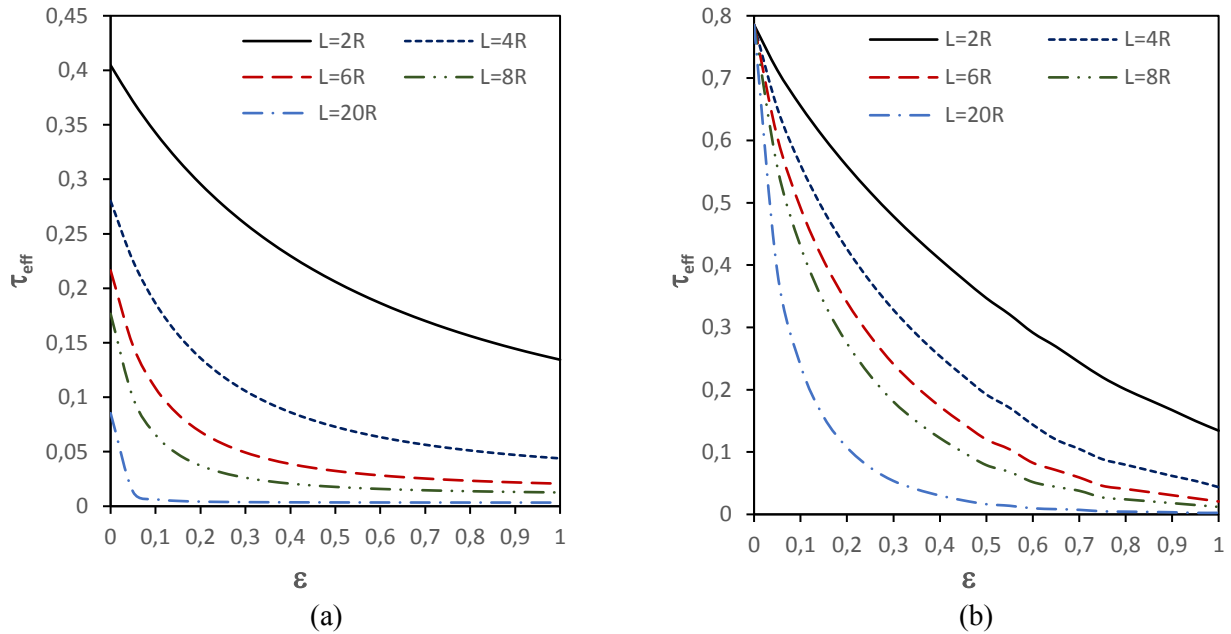 0,45
0,4
0,35
0,3
0,25
0,2
0,15
0,1
0,05
0
τeff
L=2R L=4R
L=6R L=8R
L=20R
0 0,1 0,2 0,3 0,4 0,5 0,6 0,7 0,8 0,9 1
ε
(a)
0,8
0,7
0,6
0,5
0,4
0,3
0,2
0,1
0
τeff
L=2R L=4R
L=6R L=8R
L=20R
0 0,1 0,2 0,3 0,4 0,5 0,6 0,7 0,8 0,9 1
ε
(b)